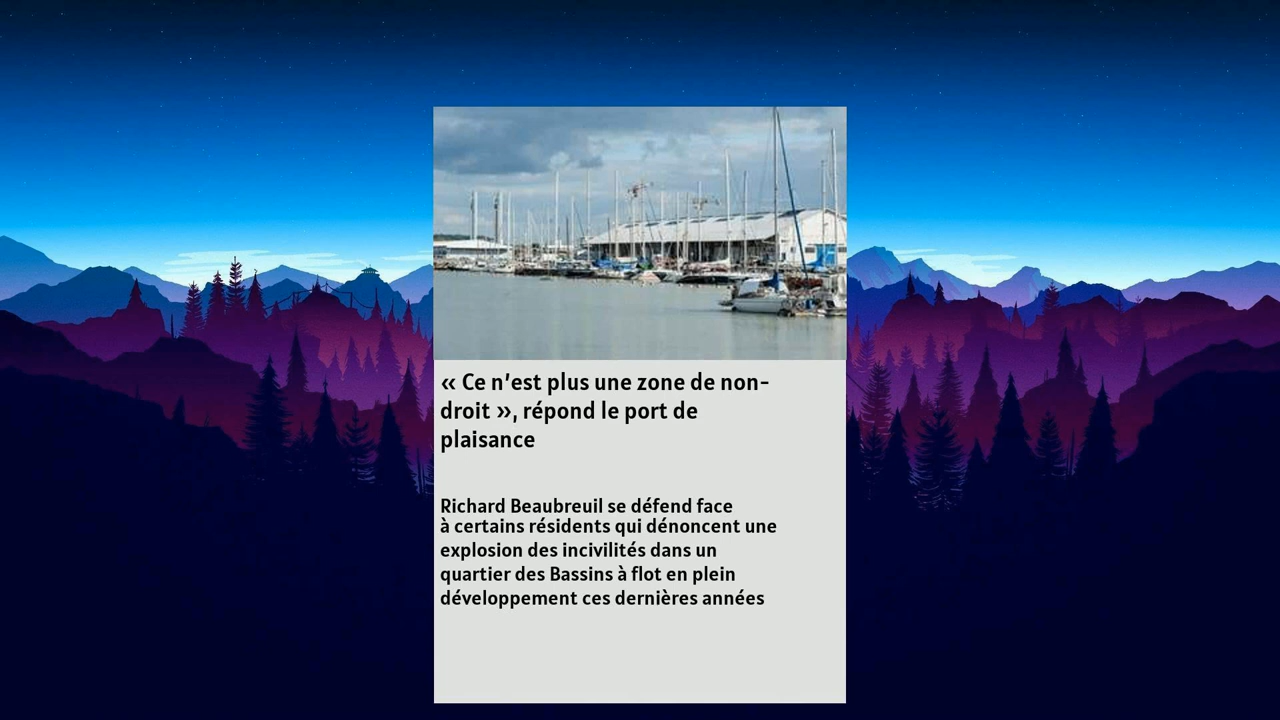 « Ce n’est plus une zone de non-
droit », répond le port de
plaisance
Richard Beaubreuil se défend face
à certains résidents qui dénoncent une
explosion des incivilités dans un
quartier des Bassins à flot en plein
développement ces dernières années